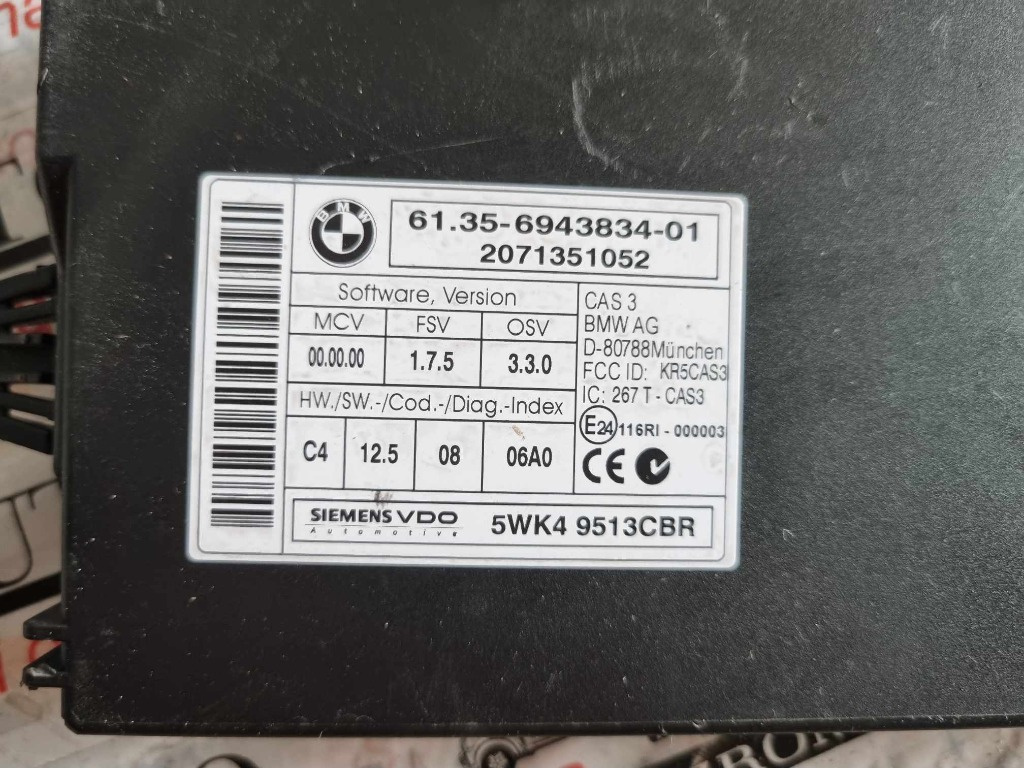 BMW
61.35-6943834-01
2071351052
Software, Version
MCV FSV OSV
00.00.00 1.7.5 3.3.0
HW./SW.-/Cod.-/Diag.-Index
C4 12.5 08 06A0
CAS 3
BMW AG
D-80788München
FCC ID: KR5CAS3
IC: 267 T - CAS3
E24 116RI - 000003
CE
SIEMENS VDO
Automotive
5WK4 9513CBR